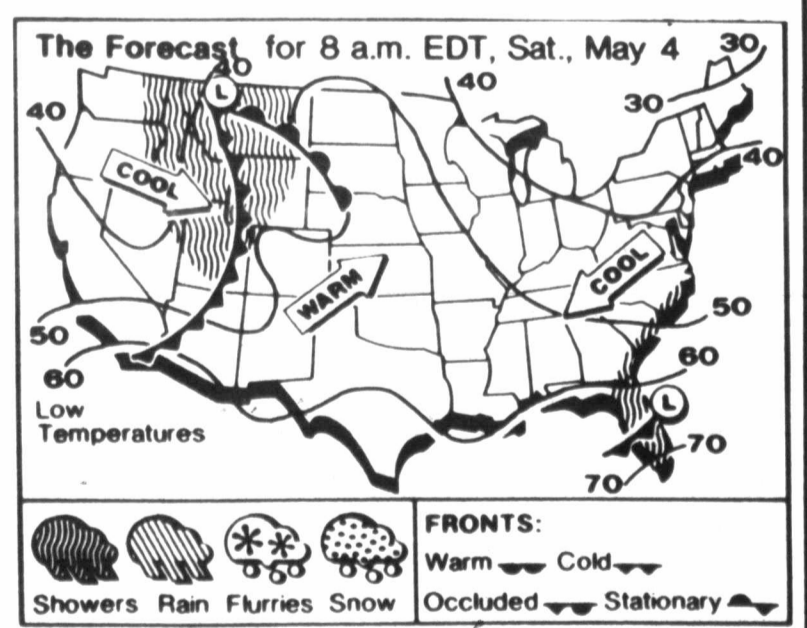 The Forecast for 8 a.m. EDT, Sat., May 4
40
30
40
30
40
L
COOL
40
COOL
WARM
50
50
60
60
L
Low
Temperatures
70
70
FRONTS:
Warm Cold
Showers Rain Flurries Snow
Occluded Stationary